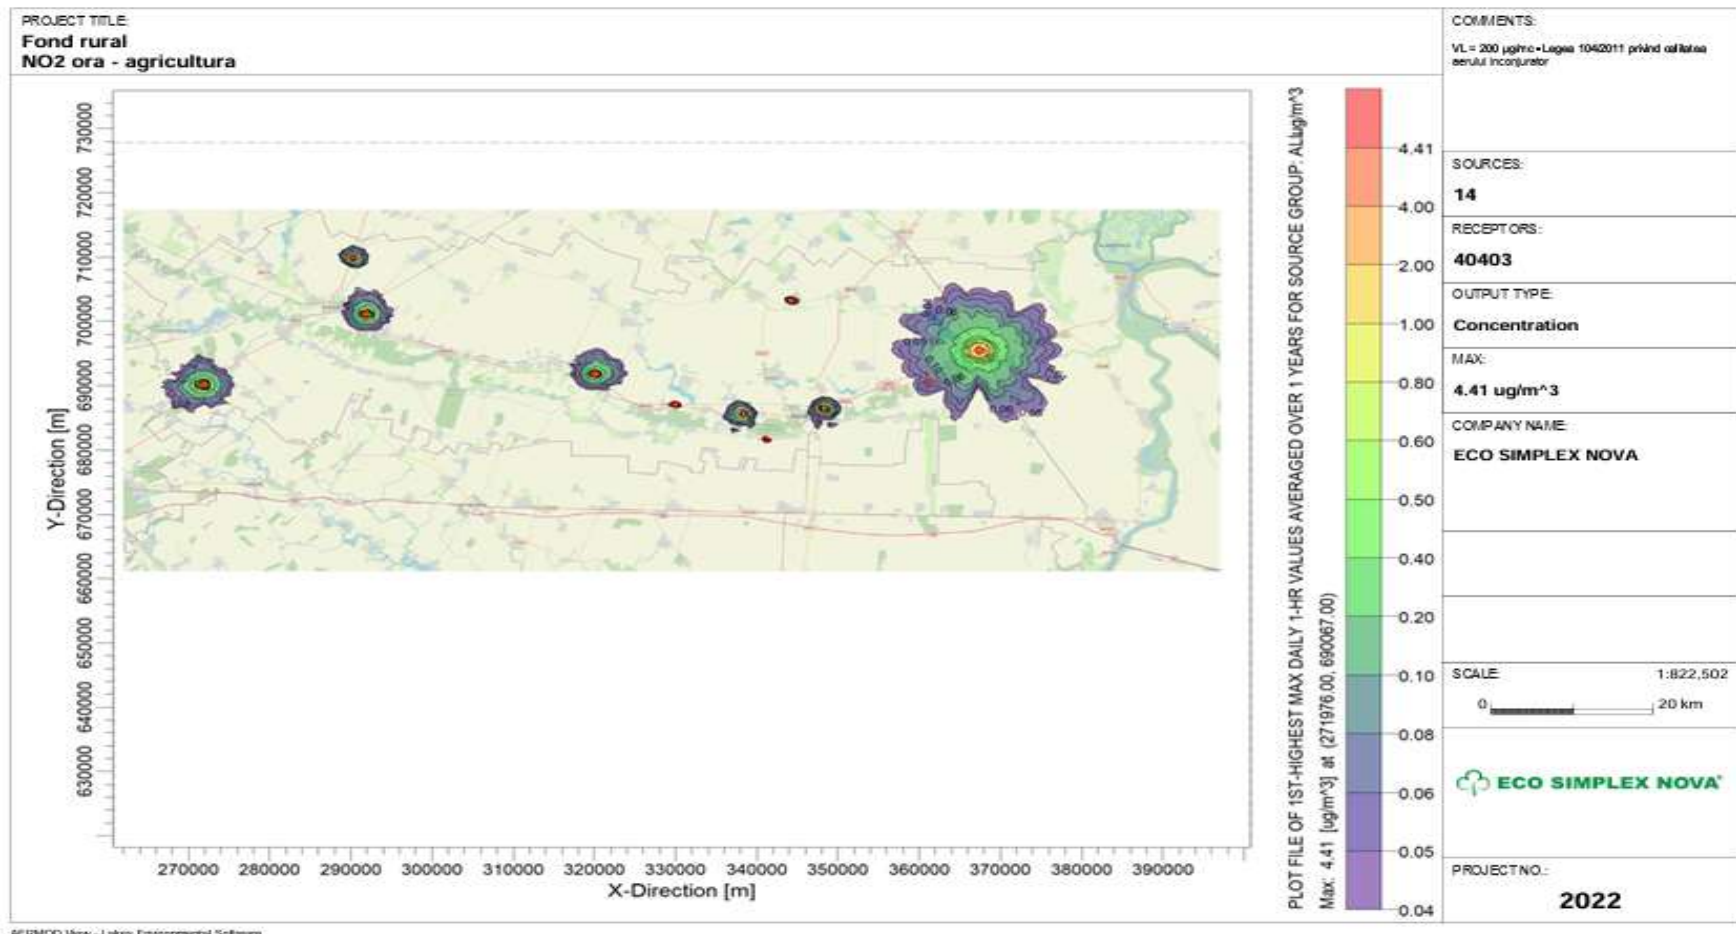 PROJECT TITLE:
Fond rural
NO2 ora - agricultura
COMMENTS:
VL = 200 µg/mc - Legea 104/2011 privind calitatea
aerului inconjurator
SOURCES:
14
RECEPTORS:
40403
OUTPUT TYPE:
Concentration
MAX:
4.41 ug/m^3
COMPANY NAME:
ECO SIMPLEX NOVA
SCALE:
1:822,502
0
20 km
ECO SIMPLEX NOVA
PROJECT NO.:
2022
Y-Direction [m]
730000
720000
710000
700000
690000
680000
670000
660000
650000
640000
630000
270000 280000 290000 300000 310000 320000 330000 340000 350000 360000 370000 380000 390000
X-Direction [m]
PLOT FILE OF 1ST-HIGHEST MAX DAILY 1-HR VALUES AVERAGED OVER 1 YEARS FOR SOURCE GROUP: ALLug/m^3
Max: 4.41 [ug/m^3] at (271976.00, 690067.00)
4.41
4.00
2.00
1.00
0.80
0.60
0.50
0.40
0.20
0.10
0.08
0.06
0.05
0.04
AERMOD View - Lakes Environmental Software